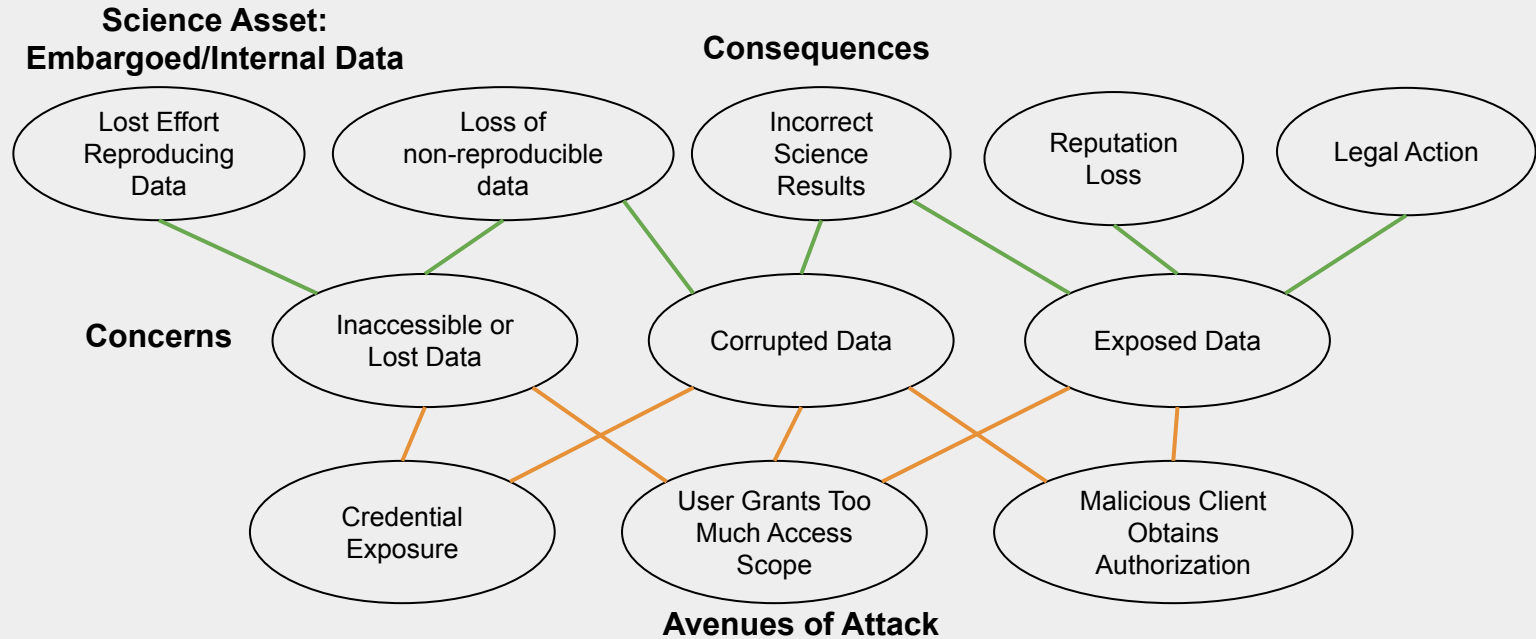 Science Asset:
Embargoed/Internal Data
Consequences
Lost Effort
Reproducing
Data
Loss of
non-reproducible
data
Incorrect
Science
Results
Reputation
Loss
Legal Action
Concerns
Inaccessible or
Lost Data
Corrupted Data
Exposed Data
Credential
Exposure
User Grants Too
Much Access
Scope
Malicious Client
Obtains
Authorization
Avenues of Attack